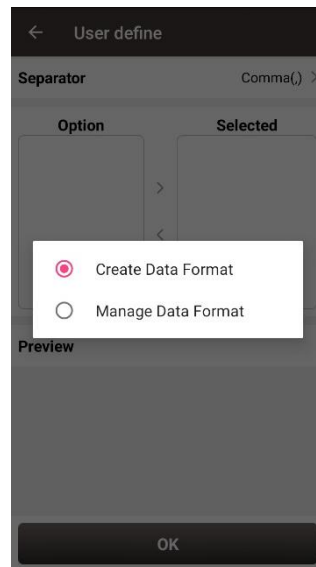 User define
Separator Comma(,)
Option Selected
Create Data Format
Manage Data Format
Preview
OK